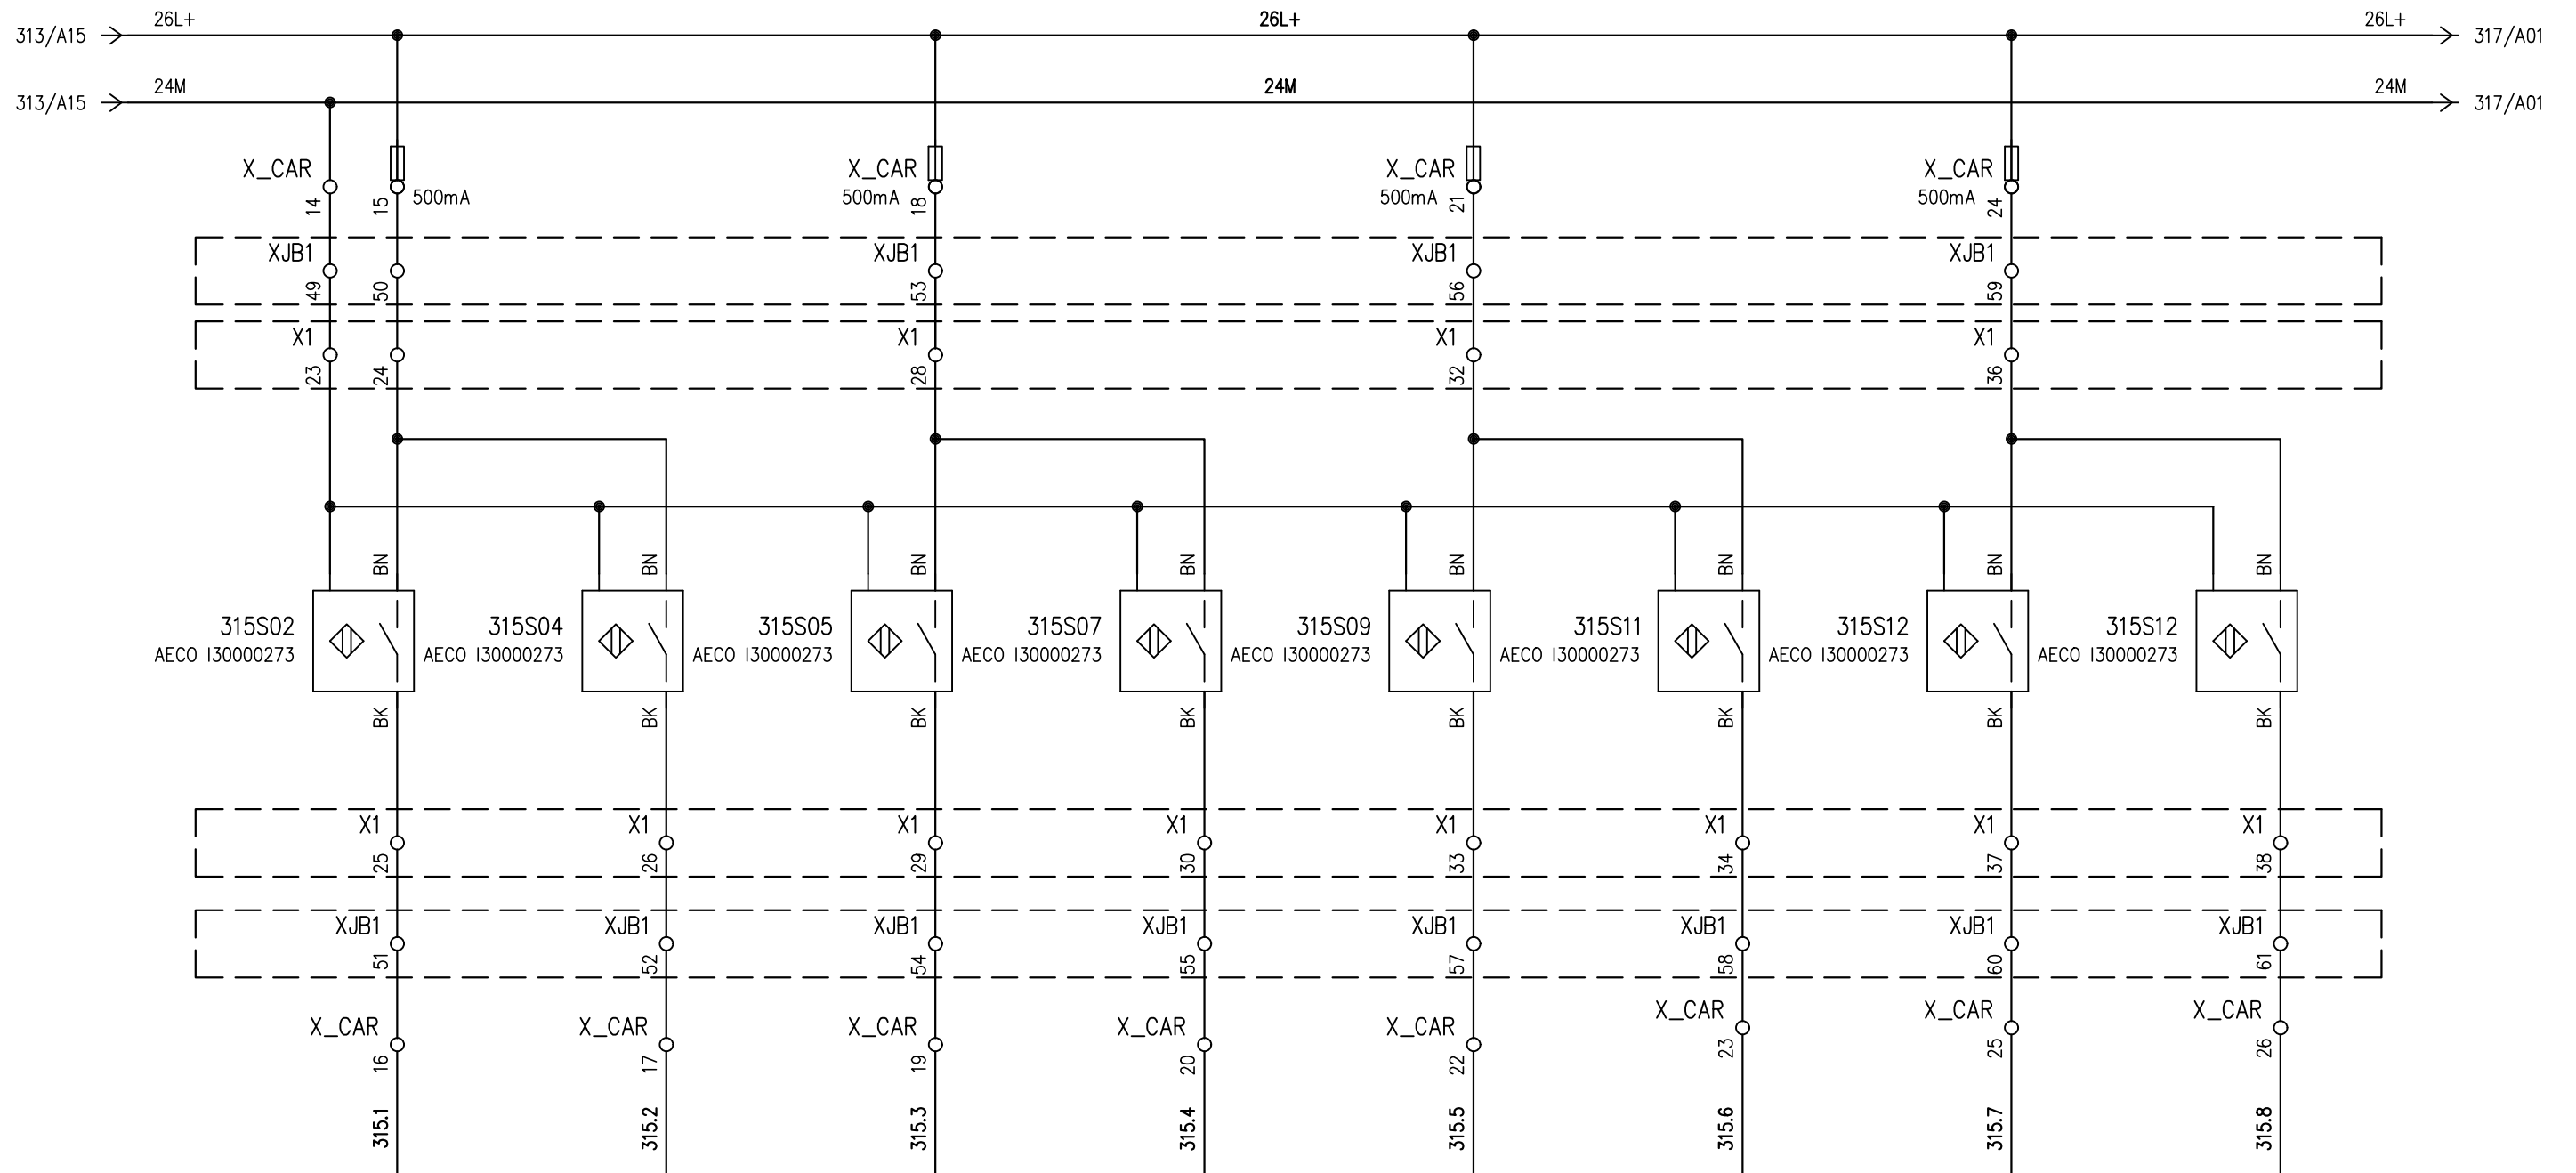 26L+ 26L+ 26L+
313/A15 317/A01
24M 24M 24M
313/A15 317/A01
X_CAR X_CAR X_CAR X_CAR
14 15 500mA 500mA 18 500mA 21 500mA 24
XJB1 XJB1 XJB1 XJB1
49 50 53 56 59
X1 X1 X1 X1
23 24 28 32 36
BN BN BN BN BN BN BN BN
315S02 315S04 315S05 315S07 315S09 315S11 315S12 315S12
AECO I30000273 AECO I30000273 AECO I30000273 AECO I30000273 AECO I30000273 AECO I30000273 AECO I30000273 AECO I30000273
BK BK BK BK BK BK BK BK
X1 X1 X1 X1 X1 X1 X1 X1
25 26 29 30 33 34 37 38
XJB1 XJB1 XJB1 XJB1 XJB1 XJB1 XJB1 XJB1
51 52 54 55 57 58 60 61
X_CAR X_CAR X_CAR X_CAR X_CAR X_CAR X_CAR X_CAR
16 17 19 20 22 23 25 26
315.1 315.2 315.3 315.4 315.5 315.6 315.7 315.8